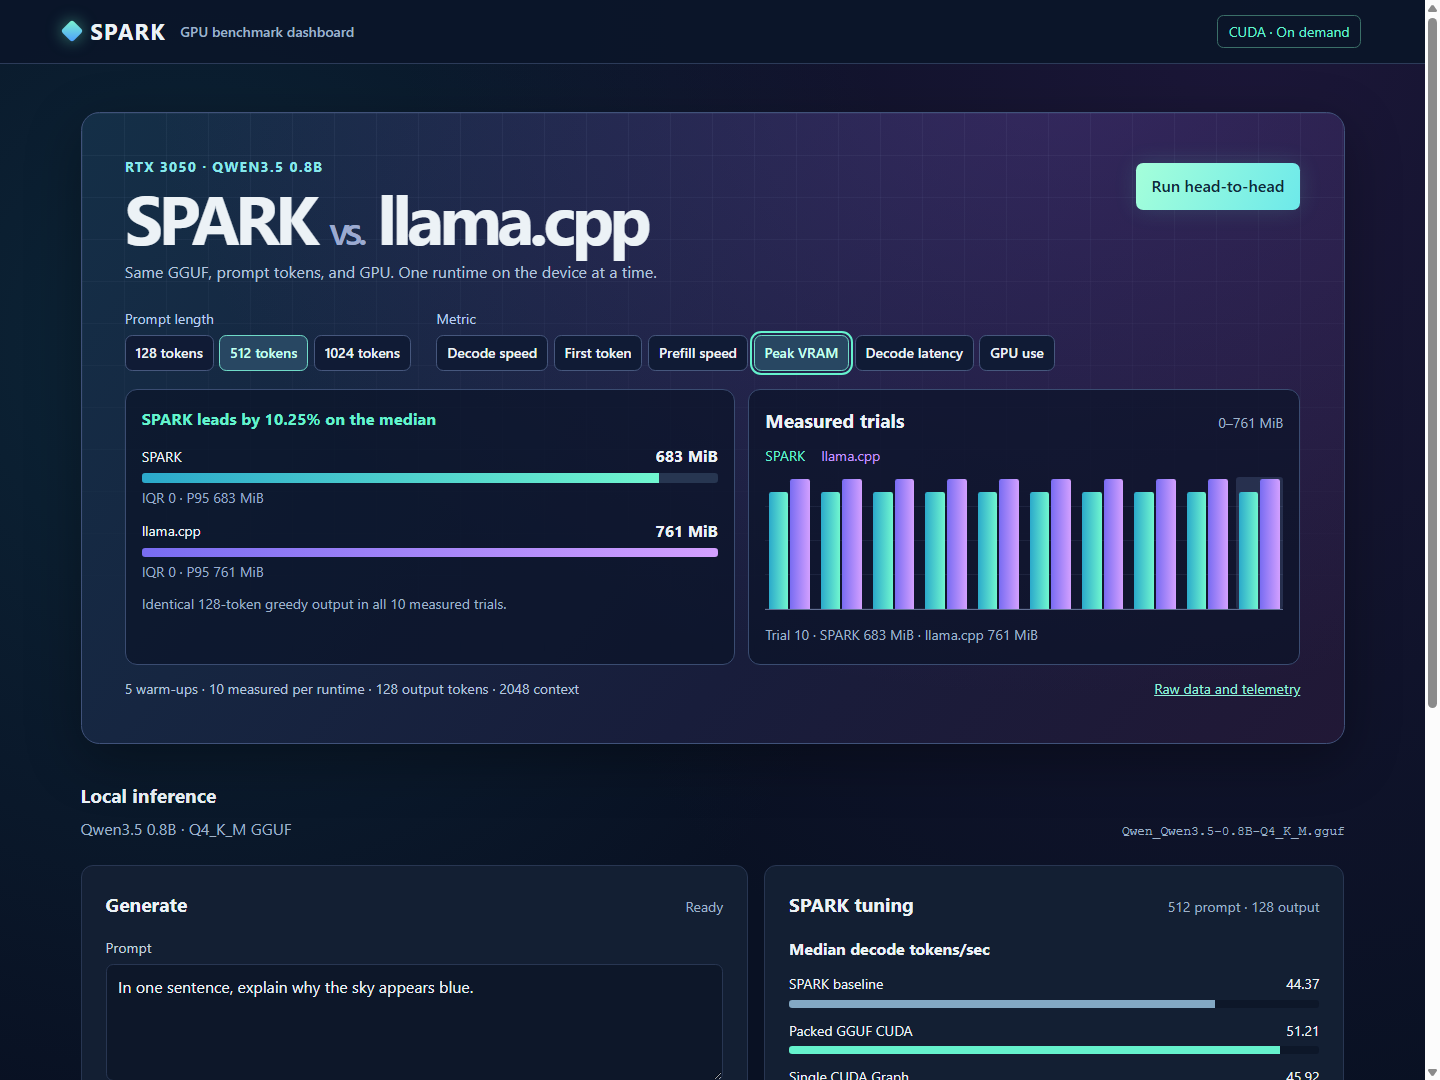 SPARK GPU benchmark dashboard CUDA · On demand
RTX 3050 · QWEN3.5 0.8B
Run head-to-head
SPARK vs. llama.cpp
Same GGUF, prompt tokens, and GPU. One runtime on the device at a time.
Prompt length
128 tokens 512 tokens 1024 tokens
Metric
Decode speed First token Prefill speed Peak VRAM Decode latency GPU use
SPARK leads by 10.25% on the median
SPARK 683 MiB
IQR 0 · P95 683 MiB
llama.cpp 761 MiB
IQR 0 · P95 761 MiB
Identical 128-token greedy output in all 10 measured trials.
Measured trials 0–761 MiB
SPARK llama.cpp
Trial 10 · SPARK 683 MiB · llama.cpp 761 MiB
5 warm-ups · 10 measured per runtime · 128 output tokens · 2048 context
Raw data and telemetry
Local inference
Qwen3.5 0.8B · Q4_K_M GGUF
Qwen_Qwen3.5-0.8B-Q4_K_M.gguf
Generate Ready
Prompt
In one sentence, explain why the sky appears blue.
SPARK tuning 512 prompt · 128 output
Median decode tokens/sec
SPARK baseline 44.37
Packed GGUF CUDA 51.21
Single CUDA Graph 45.92